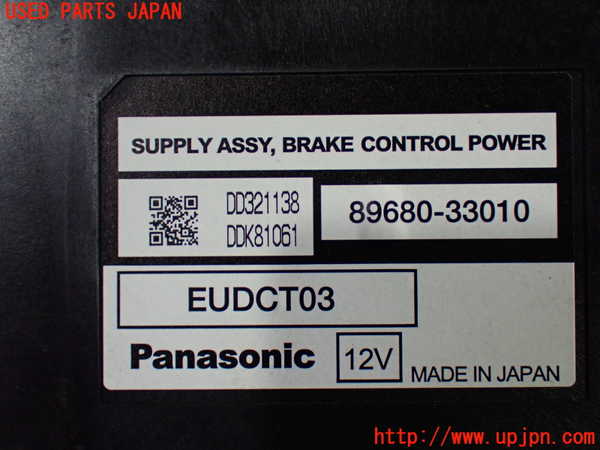 USED PARTS JAPAN
SUPPLY ASSY, BRAKE CONTROL POWER
DD321138
DDK81061
89680-33010
EUDCT03
Panasonic
12V
MADE IN JAPAN
http://www.upjpn.com/